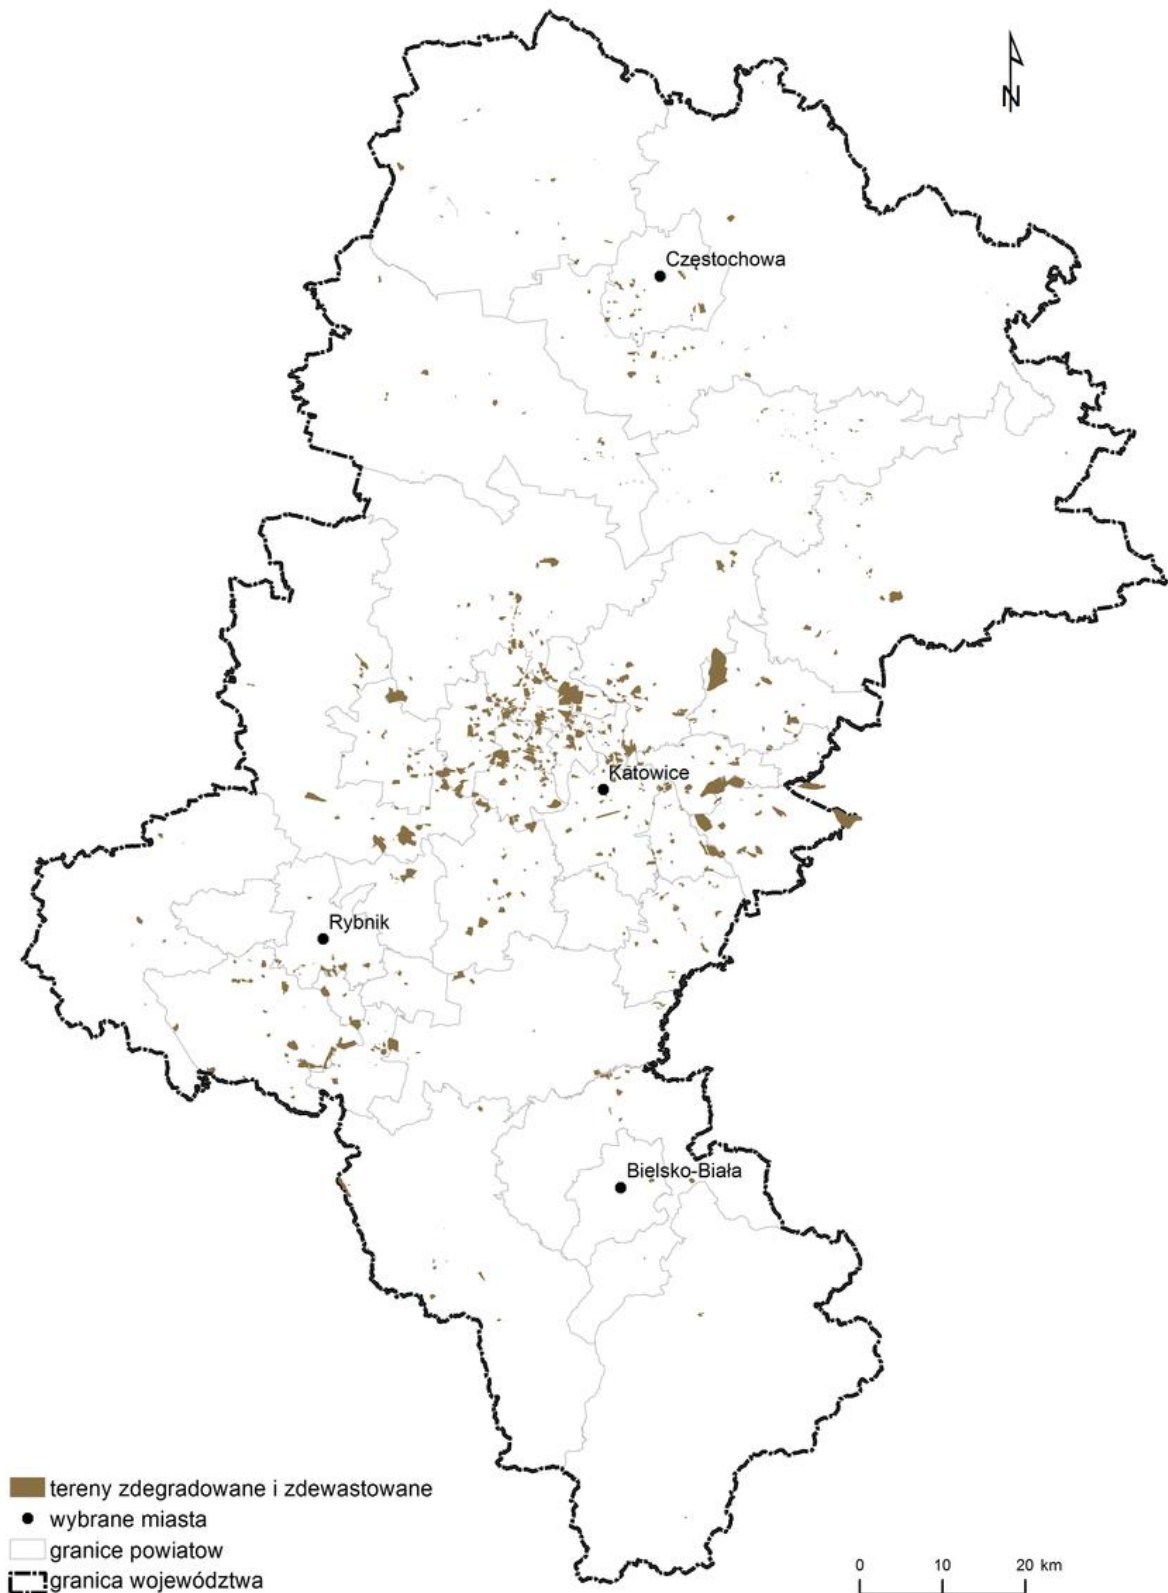 N
Częstochowa
Katowice
Rybnik
Bielsko-Biała
tereny zdegradowane i zdewastowane
wybrane miasta
granice powiatow
granica województwa
0 10 20 km